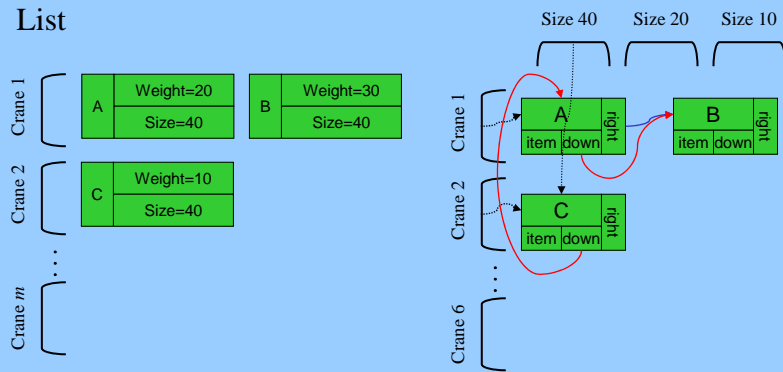 List
Crane 1
A
Weight=20
Size=40
B
Weight=30
Size=40
Crane 2
C
Weight=10
Size=40
Crane m
Size 40
Size 20
Size 10
Crane 1
A
item
down
right
B
item
down
right
Crane 2
C
item
down
right
Crane 6